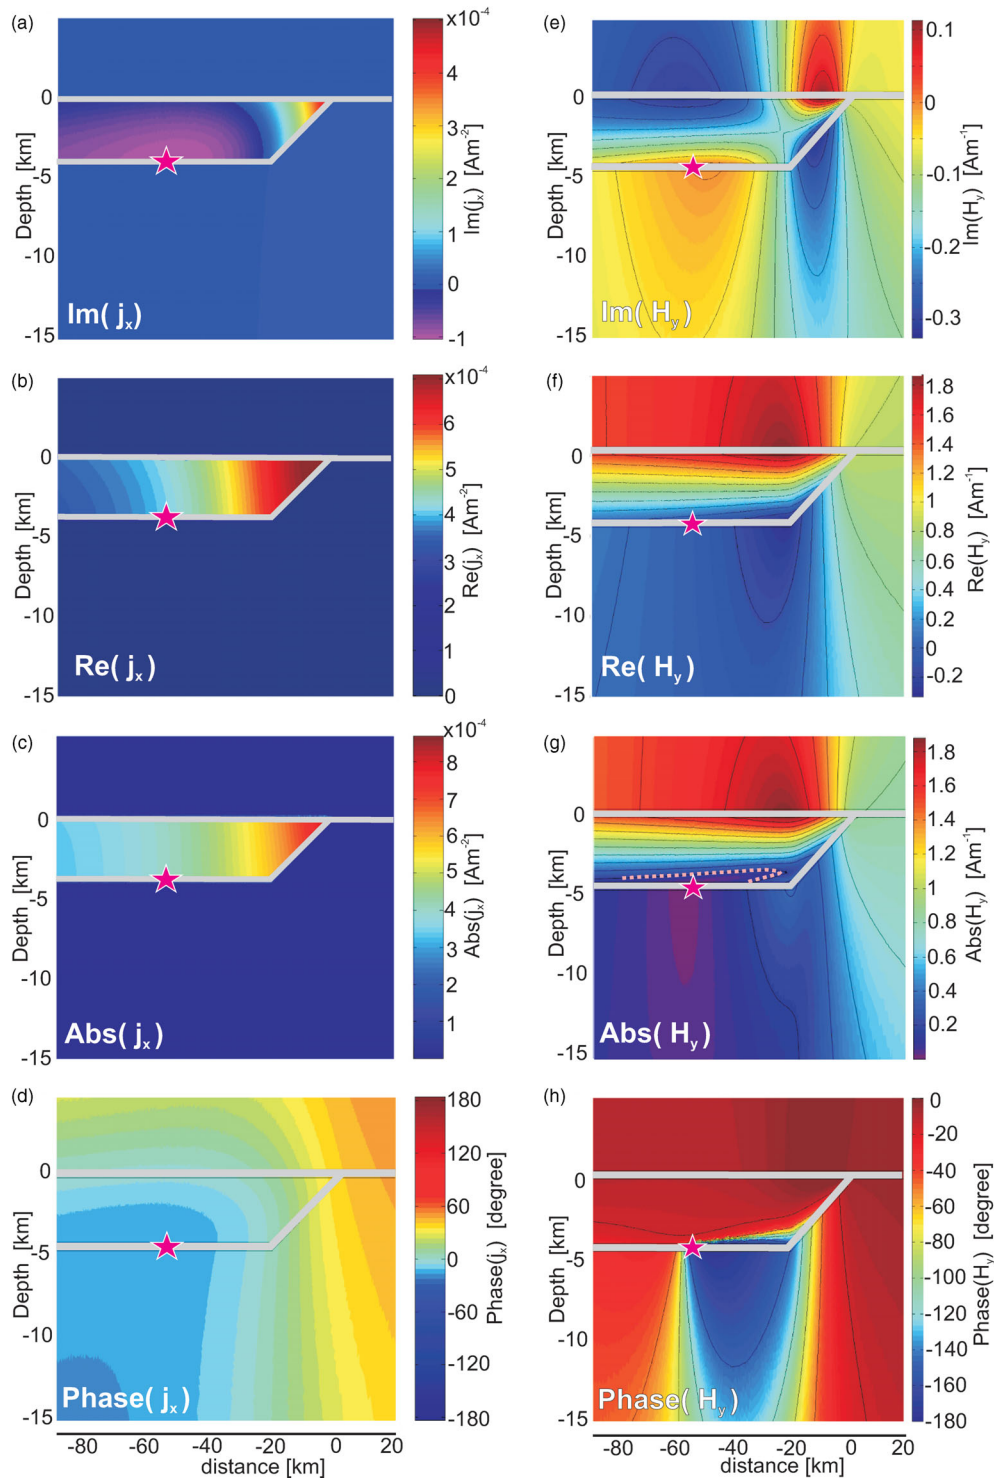 (a)
x10⁻⁴
4
3
2
1
0
-1
Im(jₓ) [Am⁻²]
0
-5
-10
-15
Depth [km]
Im( jₓ)
(e)
0.1
0
-0.1
-0.2
-0.3
Im(Hᵧ) [Am⁻¹]
0
-5
-10
-15
Depth [km]
Im( Hᵧ)
(b)
x10⁻⁴
6
5
4
3
2
1
0
Re(jₓ) [Am⁻²]
0
-5
-10
-15
Depth [km]
Re( jₓ)
(f)
1.8
1.6
1.4
1.2
1
0.8
0.6
0.4
0.2
0
-0.2
Re(Hᵧ) [Am⁻¹]
0
-5
-10
-15
Depth [km]
Re( Hᵧ)
(c)
x10⁻⁴
8
7
6
5
4
3
2
1
Abs(jₓ) [Am⁻²]
0
-5
-10
-15
Depth [km]
Abs( jₓ)
(g)
1.8
1.6
1.4
1.2
1
0.8
0.6
0.4
0.2
Abs(Hᵧ) [Am⁻¹]
0
-5
-10
-15
Depth [km]
Abs( Hᵧ)
(d)
180
120
60
0
-60
-120
-180
Phase(jₓ) [degree]
0
-5
-10
-15
Depth [km]
Phase( jₓ)
-80 -60 -40 -20 0 20
distance [km]
(h)
0
-20
-40
-60
-80
-100
-120
-140
-160
-180
Phase(Hᵧ) [degree]
0
-5
-10
-15
Depth [km]
Phase( Hᵧ)
-80 -60 -40 -20 0 20
distance [km]